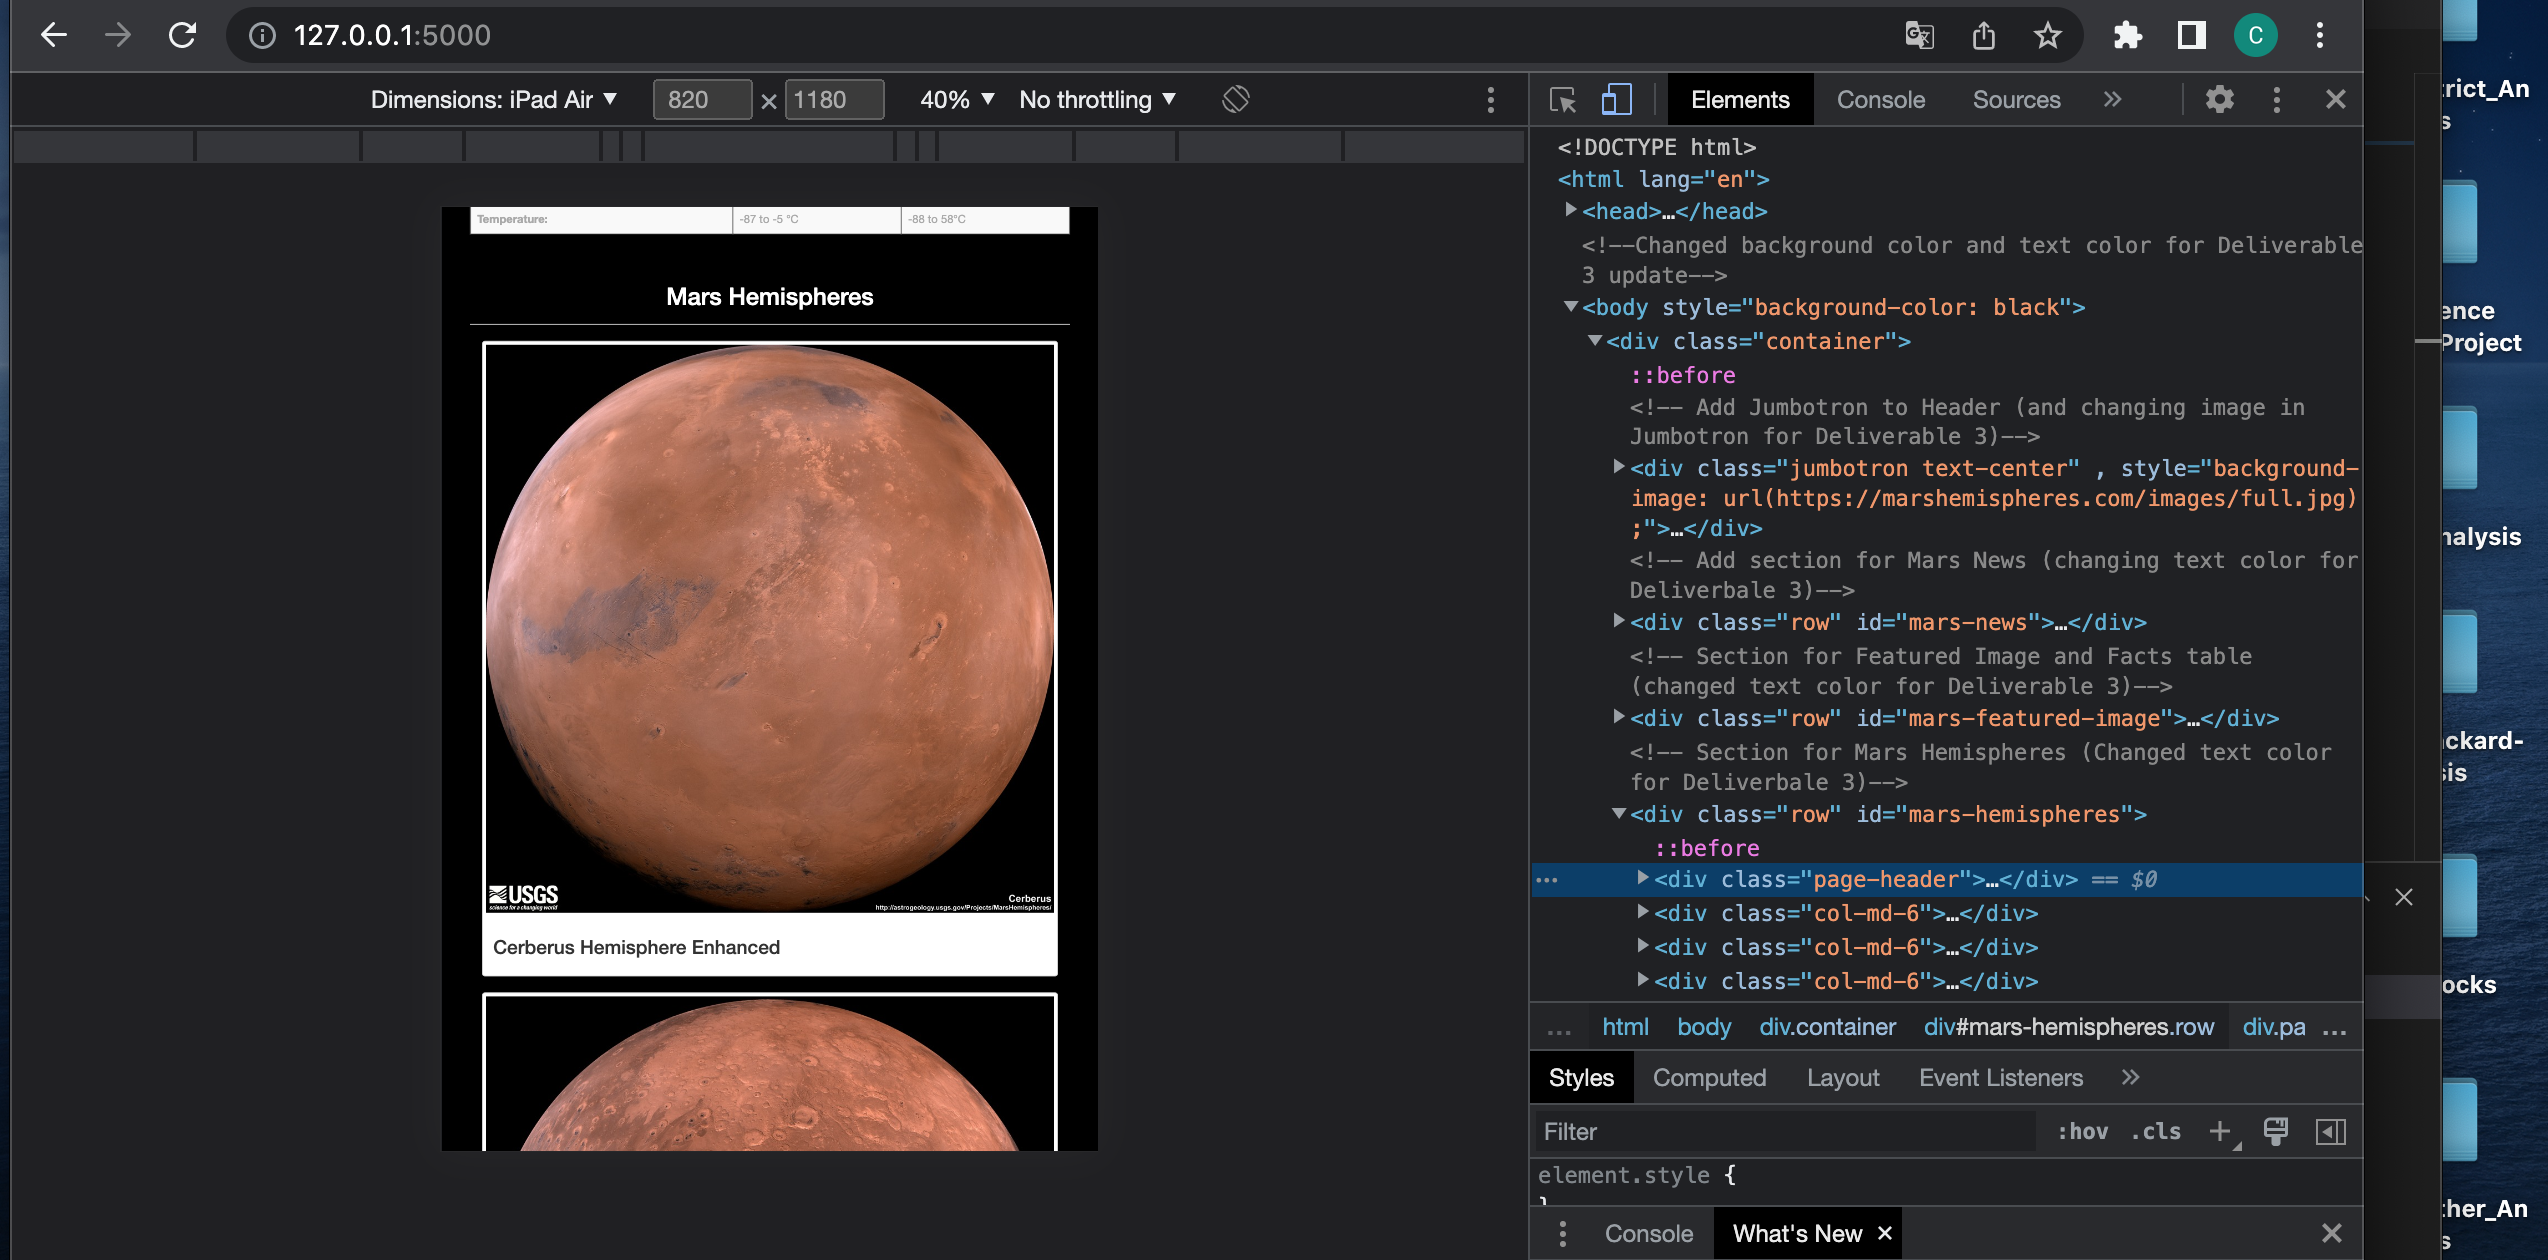 127.0.0.1:5000
C
Dimensions: iPad Air ▼ 820 × 1180 40% ▼ No throttling ▼
Temperature: -87 to -5 °C -88 to 58°C
Mars Hemispheres
USGS
science for a changing world
Cerberus
http://astrogeology.usgs.gov/Projects/MarsHemispheres/
Cerberus Hemisphere Enhanced
Elements Console Sources »
<!DOCTYPE html>
<html lang="en">
▶<head>…</head>
<!--Changed background color and text color for Deliverable
3 update-->
▼<body style="background-color: black">
▼<div class="container">
::before
<!-- Add Jumbotron to Header (and changing image in
Jumbotron for Deliverable 3)-->
▶<div class="jumbotron text-center" , style="background-
image: url(https://marshemispheres.com/images/full.jpg)
;">…</div>
<!-- Add section for Mars News (changing text color for
Deliverbale 3)-->
▶<div class="row" id="mars-news">…</div>
<!-- Section for Featured Image and Facts table
(changed text color for Deliverable 3)-->
▶<div class="row" id="mars-featured-image">…</div>
<!-- Section for Mars Hemispheres (Changed text color
for Deliverbale 3)-->
▼<div class="row" id="mars-hemispheres">
::before
… ▶<div class="page-header">…</div> == $0
▶<div class="col-md-6">…</div>
▶<div class="col-md-6">…</div>
▶<div class="col-md-6">…</div>
… html body div.container div#mars-hemispheres.row div.pa …
Styles Computed Layout Event Listeners »
Filter :hov .cls +
element.style {
}
Console What's New ×
trict_An
s
ence
Project
nalysis
ckard-
sis
ocks
ther_An
s